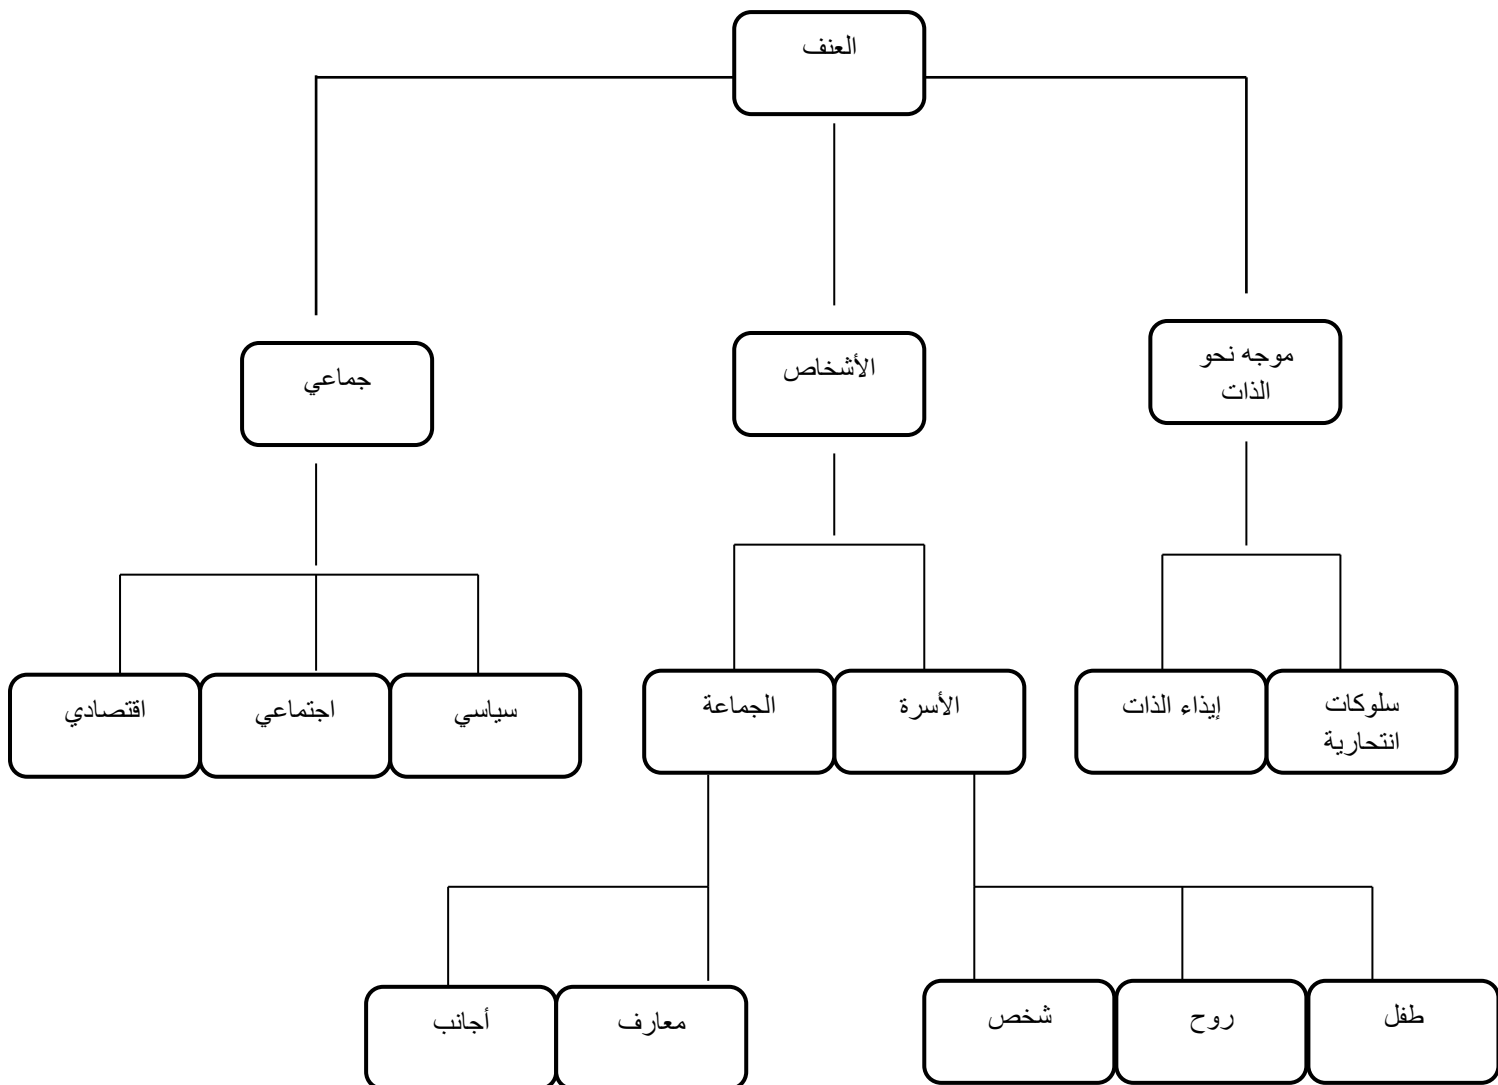 العنف
موجه نحو
الذات
الأشخاص
جماعي
سلوكات
انتحارية
إيذاء الذات
الأسرة
الجماعة
سياسي
اجتماعي
اقتصادي
طفل
روح
شخص
معارف
أجانب